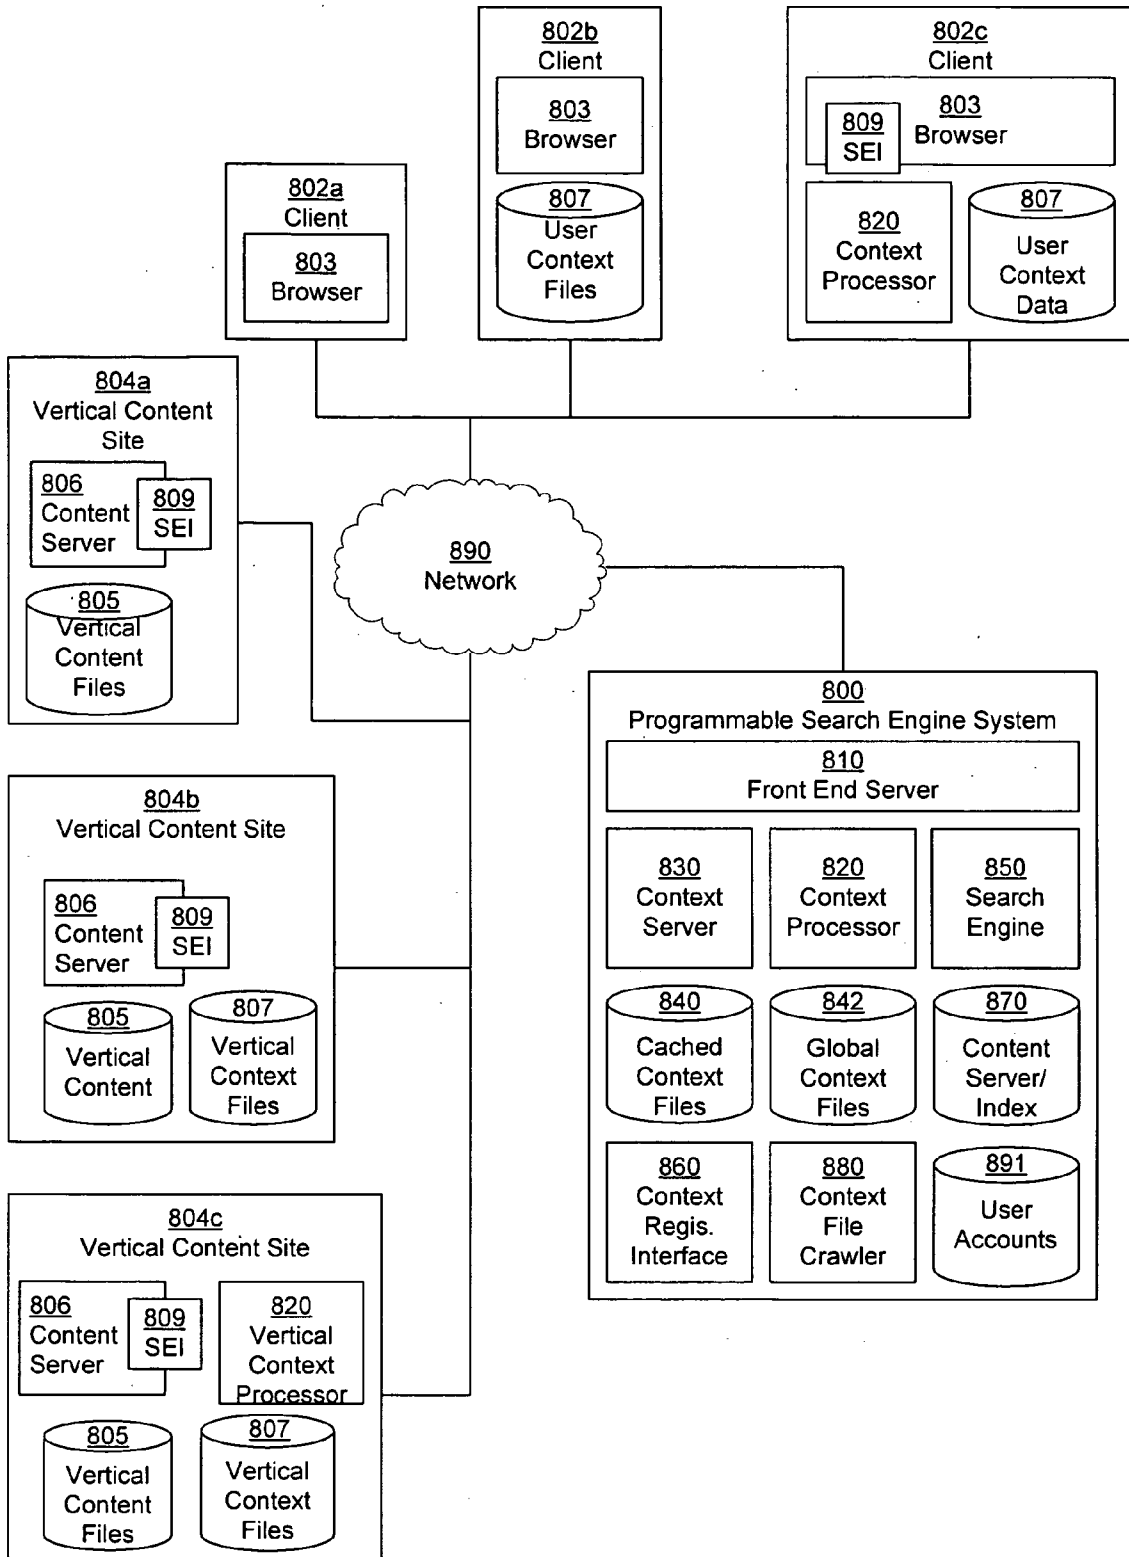 802b
Client
803
Browser
807
User
Context
Files
802c
Client
803
Browser
809
SEI
820
Context
Processor
807
User
Context
Data
802a
Client
803
Browser
804a
Vertical Content
Site
806
Content
Server
809
SEI
805
Vertical
Content
Files
890
Network
800
Programmable Search Engine System
810
Front End Server
830
Context
Server
820
Context
Processor
850
Search
Engine
840
Cached
Context
Files
842
Global
Context
Files
870
Content
Server/
Index
860
Context
Regis.
Interface
880
Context
File
Crawler
891
User
Accounts
804b
Vertical Content Site
806
Content
Server
809
SEI
805
Vertical
Content
807
Vertical
Context
Files
804c
Vertical Content Site
806
Content
Server
809
SEI
820
Vertical
Context
Processor
805
Vertical
Content
Files
807
Vertical
Context
Files